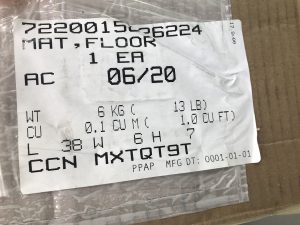 MAT, FLOOR
1 EA
AC 06/20
WT 6 KG ( 13 LB)
CU 0.1 CU M ( 1.0 CU FT)
L 38 W 6 H 7
CCN MXTQT9T
PPAP MFG DT: 0001-01-01